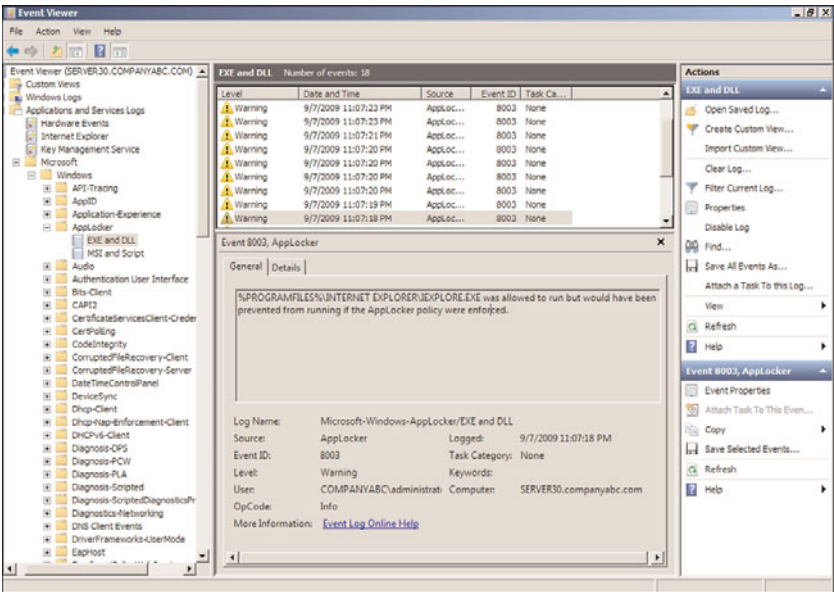 Event Viewer
File Action View Help
Event Viewer (SERVER30.COMPANYABC.COM)
Custom Views
Windows Logs
Applications and Services Logs
Hardware Events
Internet Explorer
Key Management Service
Microsoft
Windows
API-Tracing
AppID
Application-Experience
AppLocker
EXE and DLL
MSI and Script
Audio
Authentication User Interface
Bits-Client
CAPI2
CertificateServicesClient-Creder
CertPolEng
CodeIntegrity
CorruptedFileRecovery-Client
CorruptedFileRecovery-Server
DateTimeControlPanel
DeviceSync
Dhcp-Client
Dhcp-Nap-Enforcement-Client
DHCPv6-Client
Diagnosis-DPS
Diagnosis-PCW
Diagnosis-PLA
Diagnosis-Scripted
Diagnosis-ScriptedDiagnosticsPr
Diagnostics-Networking
DNS Client Events
DriverFrameworks-UserMode
EapHost
EXE and DLL Number of events: 18
Level Date and Time Source Event ID Task Ca...
Warning 9/7/2009 11:07:23 PM AppLoc... 8003 None
Warning 9/7/2009 11:07:23 PM AppLoc... 8003 None
Warning 9/7/2009 11:07:21 PM AppLoc... 8003 None
Warning 9/7/2009 11:07:20 PM AppLoc... 8003 None
Warning 9/7/2009 11:07:20 PM AppLoc... 8003 None
Warning 9/7/2009 11:07:20 PM AppLoc... 8003 None
Warning 9/7/2009 11:07:19 PM AppLoc... 8003 None
Warning 9/7/2009 11:07:18 PM AppLoc... 8003 None
Event 8003, AppLocker
General Details
%PROGRAMFILES%\INTERNET EXPLORER\IEXPLORE.EXE was allowed to run but would have been
prevented from running if the AppLocker policy were enforced.
Log Name: Microsoft-Windows-AppLocker/EXE and DLL
Source: AppLocker Logged: 9/7/2009 11:07:18 PM
Event ID: 8003 Task Category: None
Level: Warning Keywords:
User: COMPANYABC\administrat Computer: SERVER30.companyabc.com
OpCode: Info
More Information: Event Log Online Help
Actions
EXE and DLL
Open Saved Log...
Create Custom View...
Import Custom View...
Clear Log...
Filter Current Log...
Properties
Disable Log
Find...
Save All Events As...
Attach a Task To this Log...
View
Refresh
Help
Event 8003, AppLocker
Event Properties
Attach Task To This Even...
Copy
Save Selected Events...
Refresh
Help